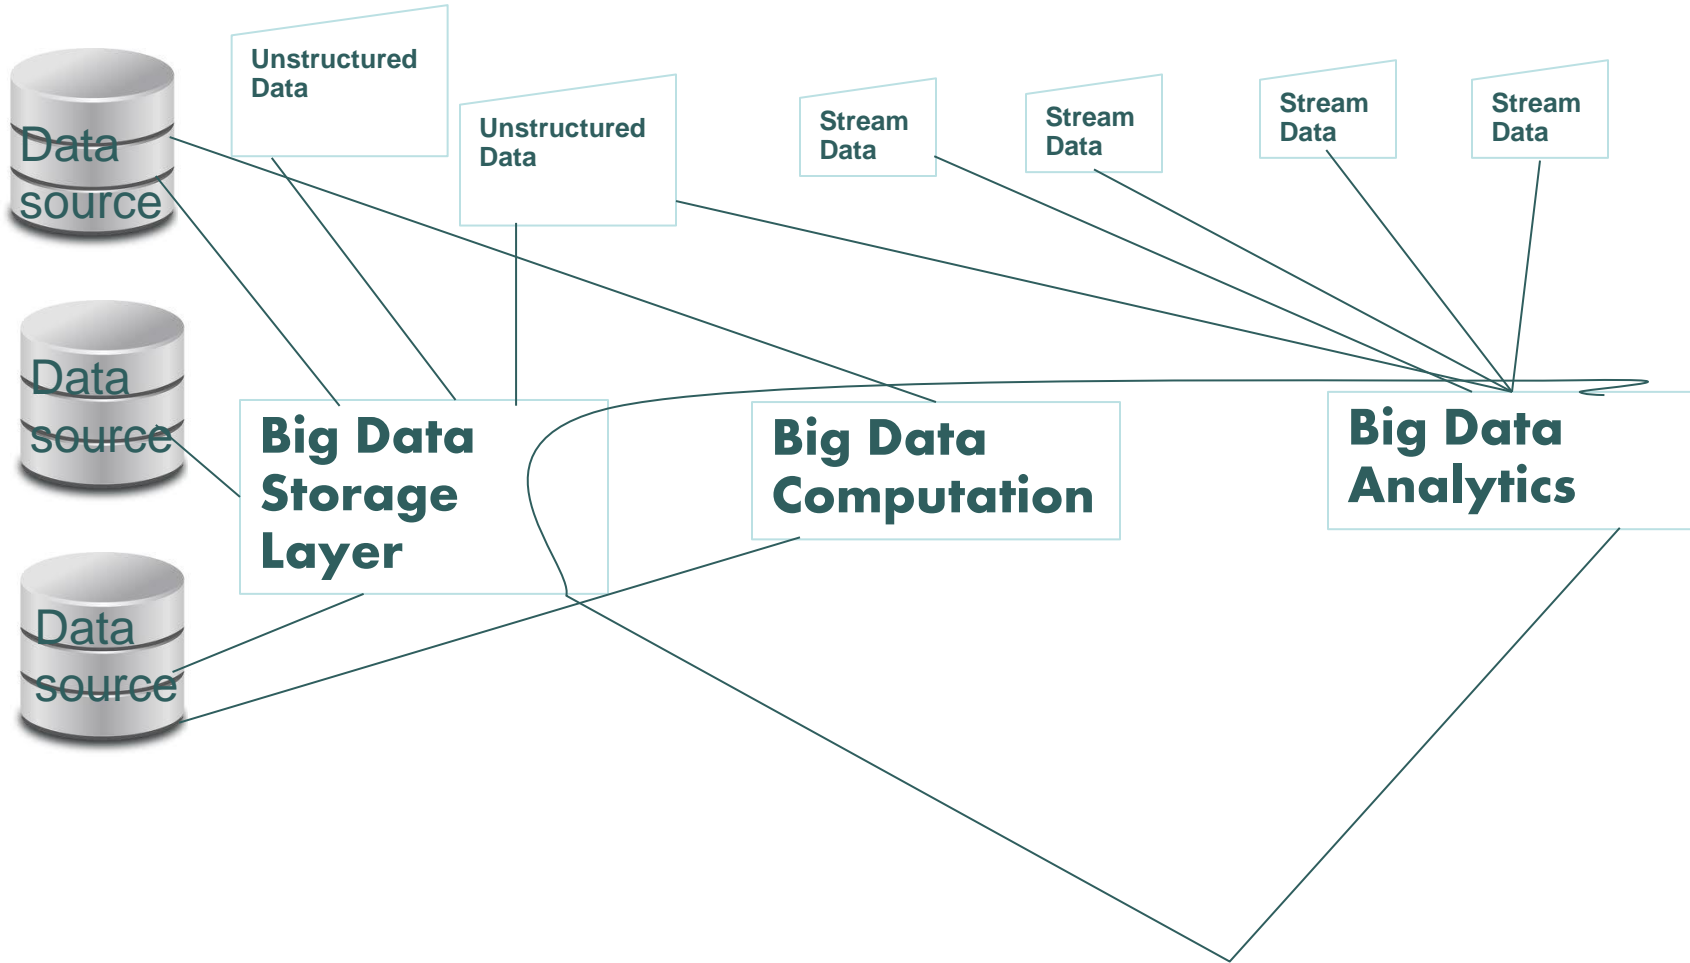 Unstructured
Data
Unstructured
Data
Stream
Data
Stream
Data
Stream
Data
Stream
Data
Data
source
Data
source
Data
source
Big Data
Storage
Layer
Big Data
Computation
Big Data
Analytics